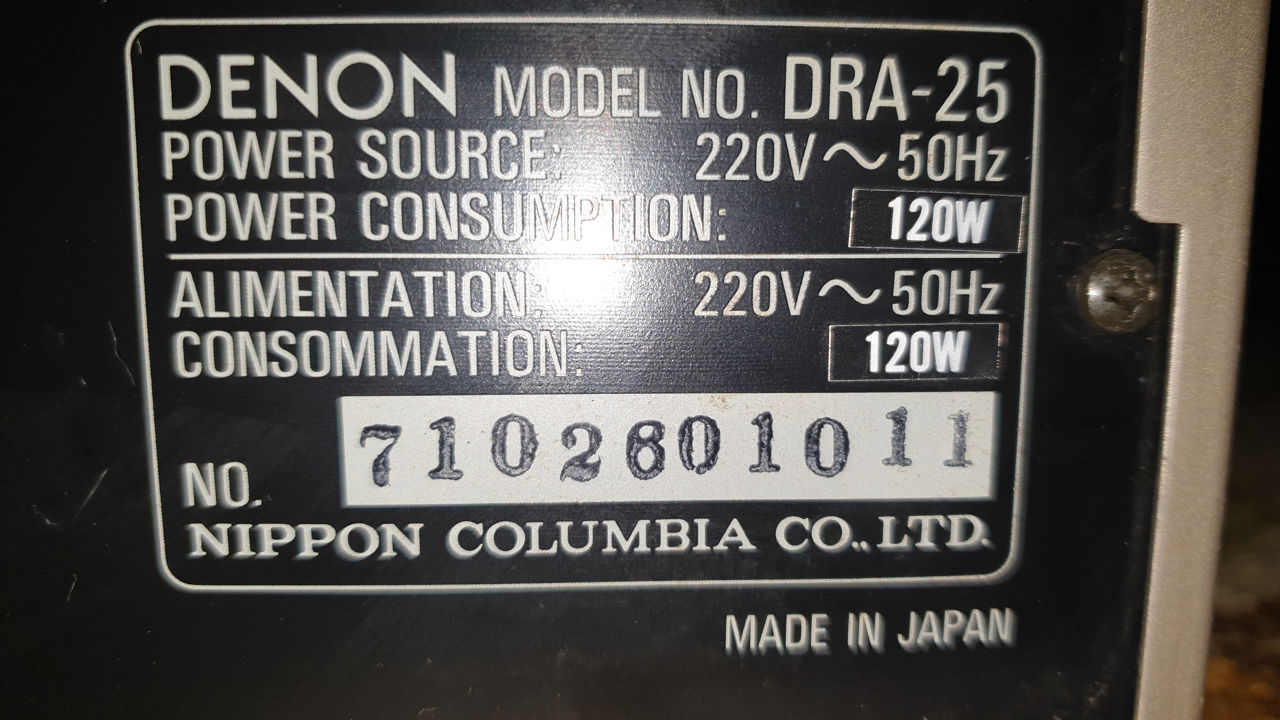 DENON MODEL NO. DRA-25
POWER SOURCE: 220V～50Hz
POWER CONSUMPTION: 120W
ALIMENTATION: 220V～50Hz
CONSOMMATION: 120W
NO. 7102601011
NIPPON COLUMBIA CO., LTD.
MADE IN JAPAN